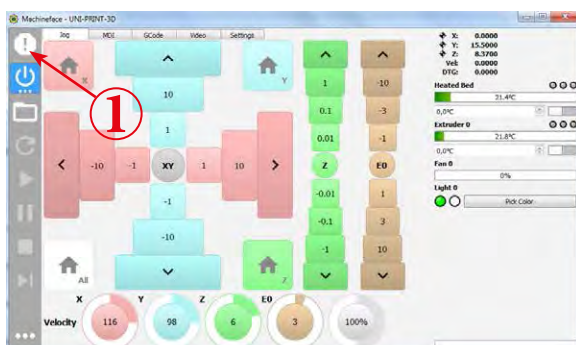 Machineface - UNI-PRINT-3D
Jog MDI GCode Video Settings
X: 0.0000
Y: 15.5000
Z: 8.3700
Vel: 0.0000
DTG: 0.0000
Heated Bed
21.4°C
0,0°C
Extruder 0
21.8°C
0,0°C
Fan 0
0%
Light 0
Pick Color
1
X
Y
10
1
-10 -1 XY 1 10
-1
-10
All
Z
1
0.1
0.01
Z
-0.01
-0.1
-1
-10
-3
-1
E0
1
3
10
X Y Z E0
Velocity 116 98 6 3 100%